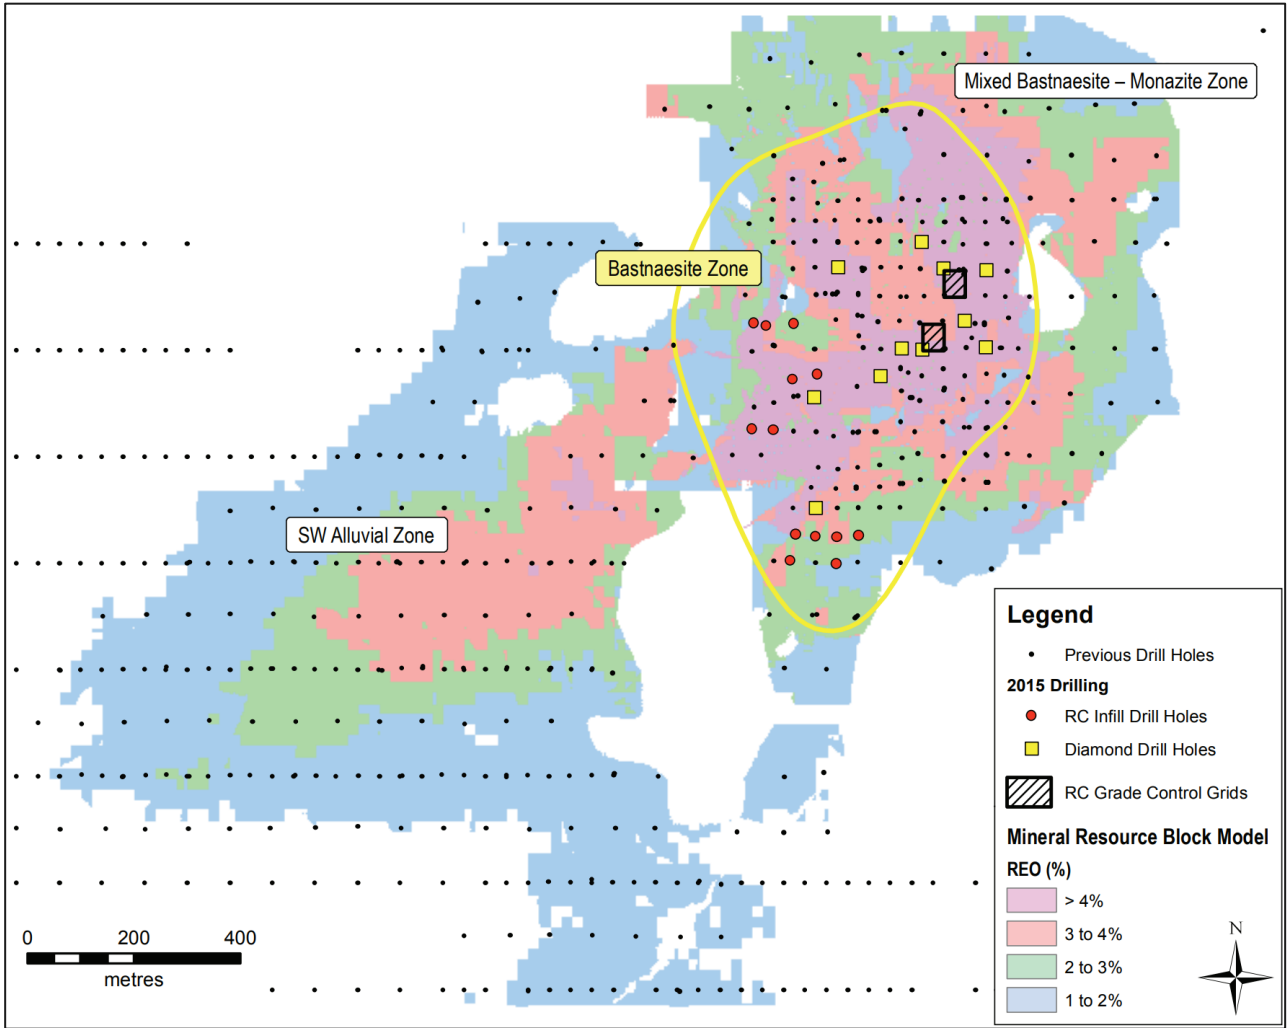 Mixed Bastnaesite – Monazite Zone
Bastnaesite Zone
SW Alluvial Zone
Legend
Previous Drill Holes
2015 Drilling
RC Infill Drill Holes
Diamond Drill Holes
RC Grade Control Grids
Mineral Resource Block Model
REO (%)
> 4%
3 to 4%
2 to 3%
1 to 2%
N
0 200 400
metres